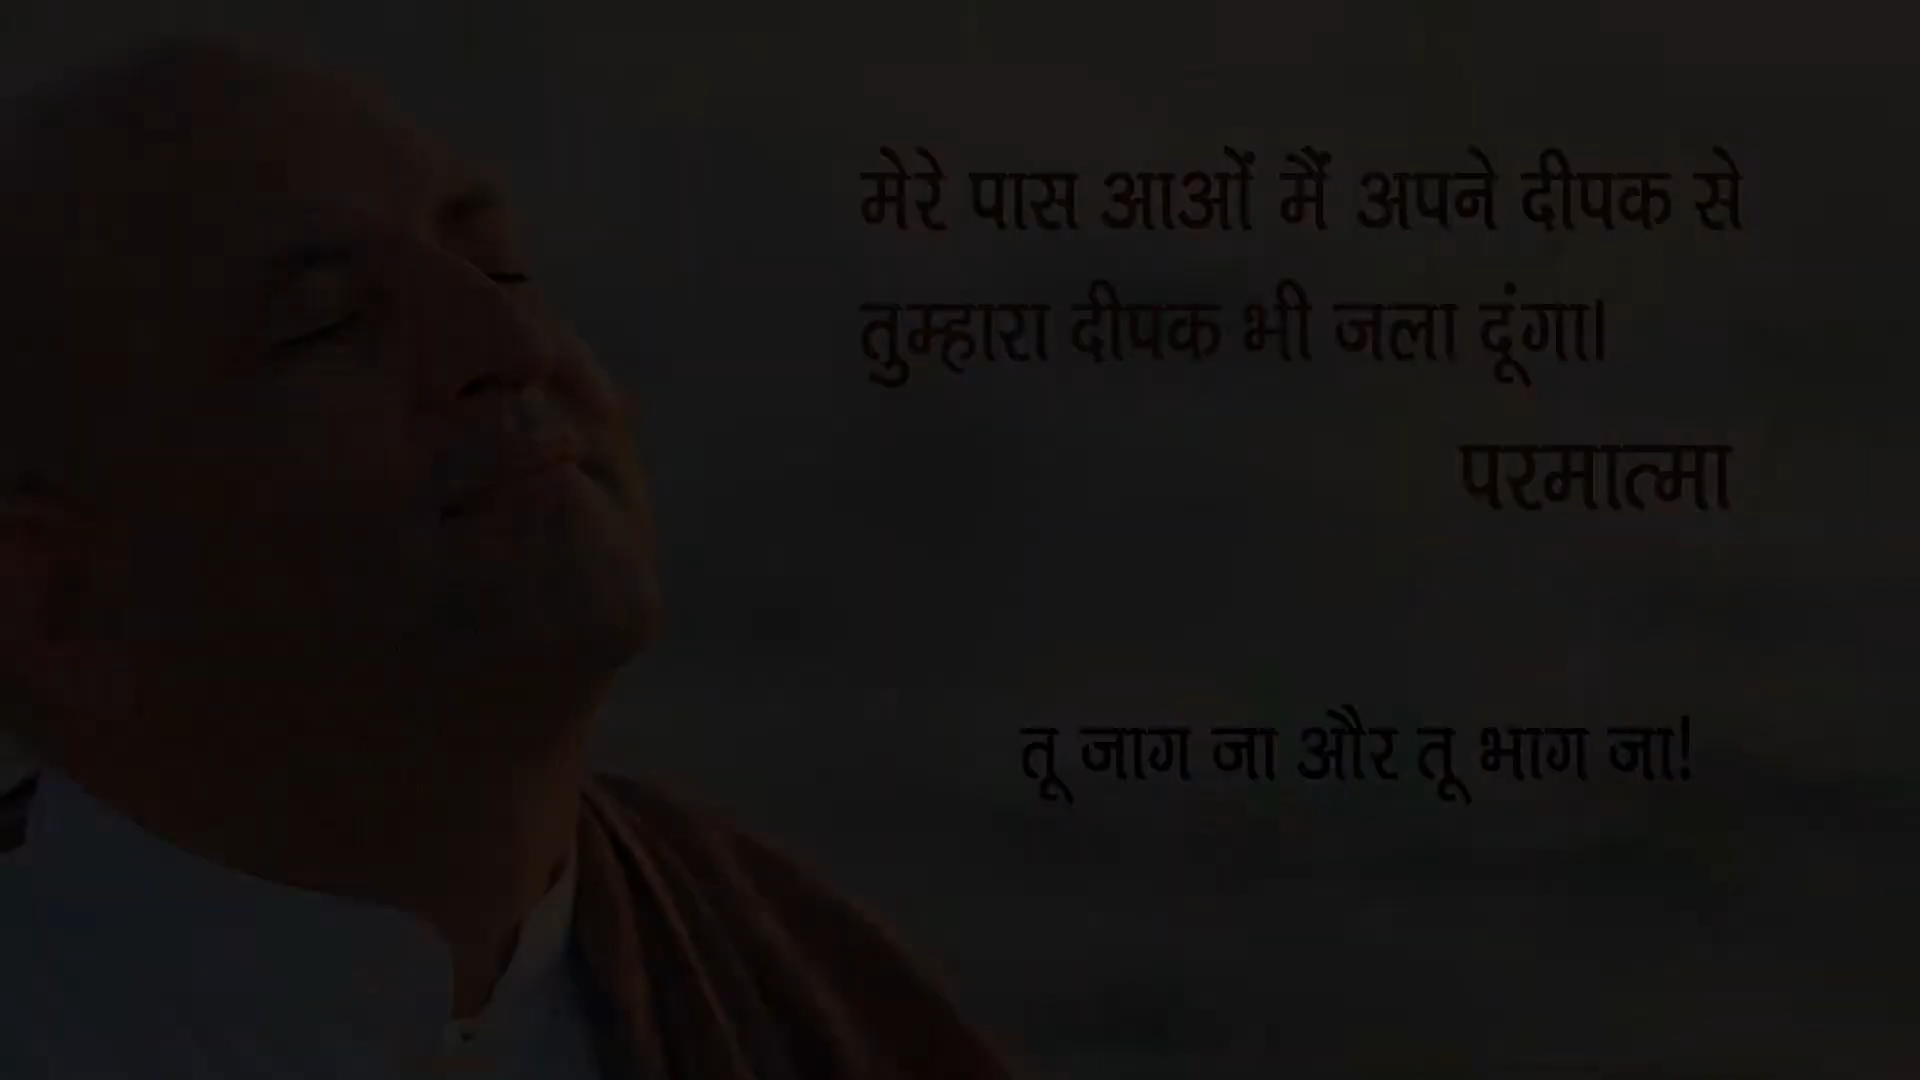 मेरे पास आओं मैं अपने दीपक से
तुम्हारा दीपक भी जला दूंगा।
परमात्मा
तू जाग जा और तू भाग जा!